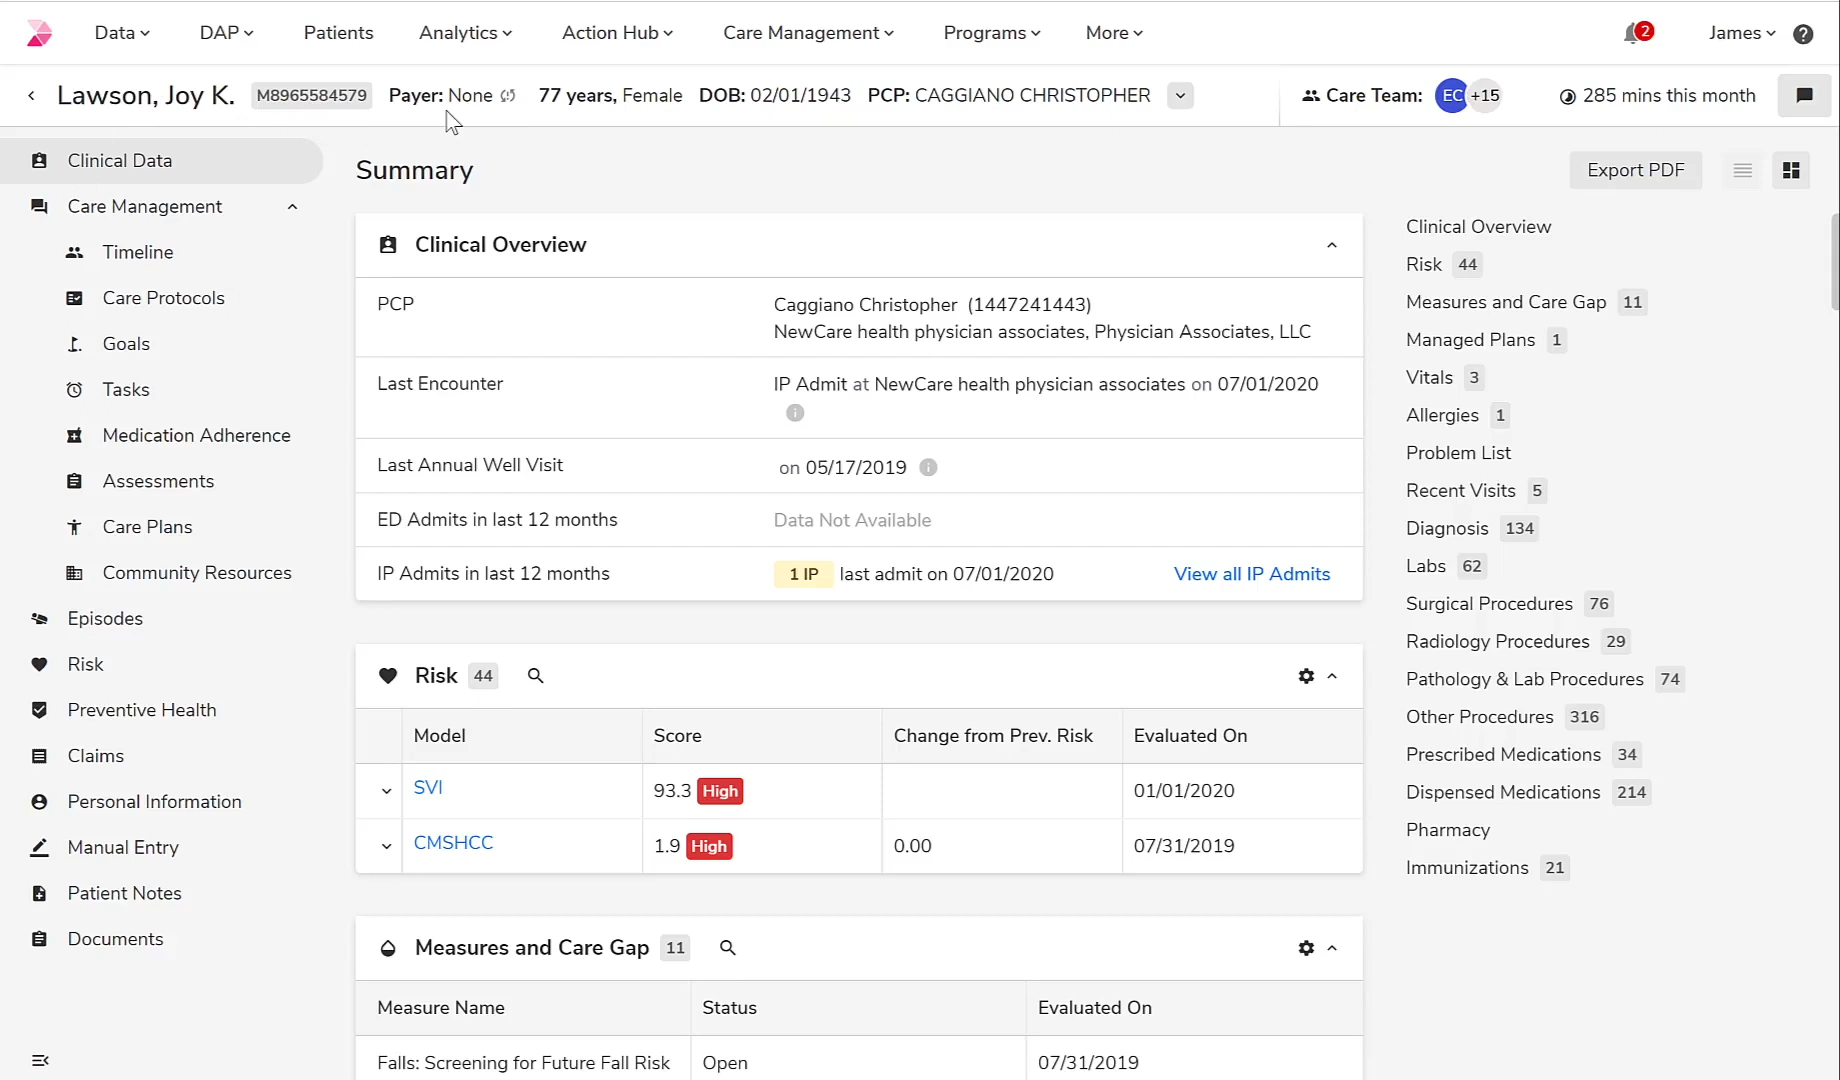 Data
DAP
Patients
Analytics
Action Hub
Care Management
Programs
More
2
James
?
Lawson, Joy K.
M8965584579
Payer: None
77 years, Female
DOB: 02/01/1943
PCP: CAGGIANO CHRISTOPHER
Care Team:
EC
+15
285 mins this month
Clinical Data
Care Management
Timeline
Care Protocols
Goals
Tasks
Medication Adherence
Assessments
Care Plans
Community Resources
Episodes
Risk
Preventive Health
Claims
Personal Information
Manual Entry
Patient Notes
Documents
Summary
Export PDF
Clinical Overview
PCP
Caggiano Christopher (1447241443)
NewCare health physician associates, Physician Associates, LLC
Last Encounter
IP Admit at NewCare health physician associates on 07/01/2020
Last Annual Well Visit
on 05/17/2019
ED Admits in last 12 months
Data Not Available
IP Admits in last 12 months
1 IP last admit on 07/01/2020
View all IP Admits
Risk 44
Model
Score
Change from Prev. Risk
Evaluated On
SVI
93.3 High
01/01/2020
CMSHCC
1.9 High
0.00
07/31/2019
Measures and Care Gap 11
Measure Name
Status
Evaluated On
Falls: Screening for Future Fall Risk
Open
07/31/2019
Clinical Overview
Risk 44
Measures and Care Gap 11
Managed Plans 1
Vitals 3
Allergies 1
Problem List
Recent Visits 5
Diagnosis 134
Labs 62
Surgical Procedures 76
Radiology Procedures 29
Pathology & Lab Procedures 74
Other Procedures 316
Prescribed Medications 34
Dispensed Medications 214
Pharmacy
Immunizations 21